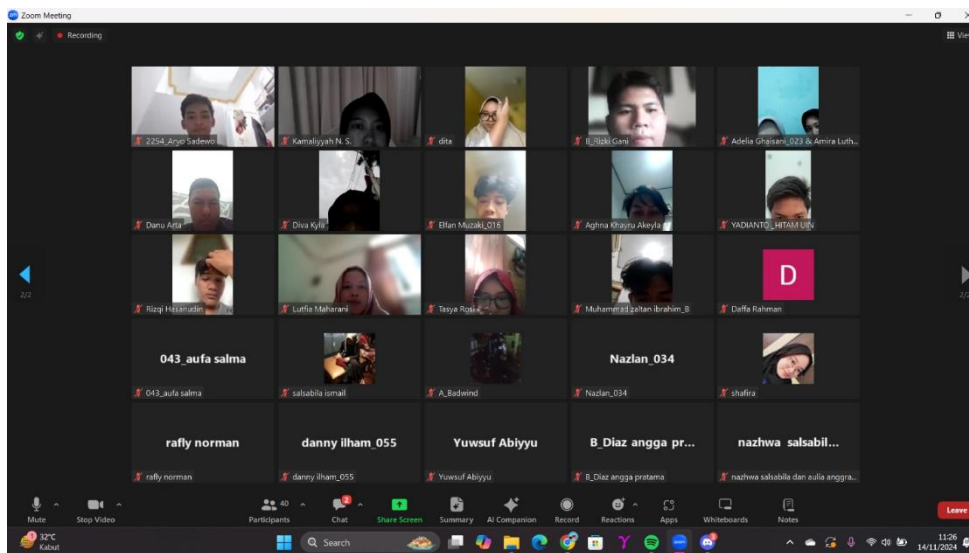 Zoom Meeting
Recording
View
2254_Aryo Sadewo
Kamaliyyah N. S.
dita
B_Rizki Gani
Adelia Ghaisani_023 & Amira Luth...
Danu Arta
Diva Kyla
Elfan Muzaki_016
Aghna Khayru Akeyla
YADIANTO_HITAM UIN
2/2
2/2
Rizqi Hasanudin
Lutfia Maharani
Tasya Rosi
Muhammad zaltan ibrahim_B
D
Daffa Rahman
043_aufa salma
Nazlan_034
043_aufa salma
salsabila ismail
A_Badwind
Nazlan_034
shafira
rafly norman
danny ilham_055
Yuwsuf Abiyyu
B_Diaz angga pr...
nazhwa salsabil...
rafly norman
danny ilham_055
Yuwsuf Abiyyu
B_Diaz angga pratama
nazhwa salsabila dan aulia anggra...
40
2
Mute
Stop Video
Participants
Chat
Share Screen
Summary
AI Companion
Record
Reactions
Apps
Whiteboards
Notes
Leave
32°C
Kabut
Search
11:26
14/11/2024